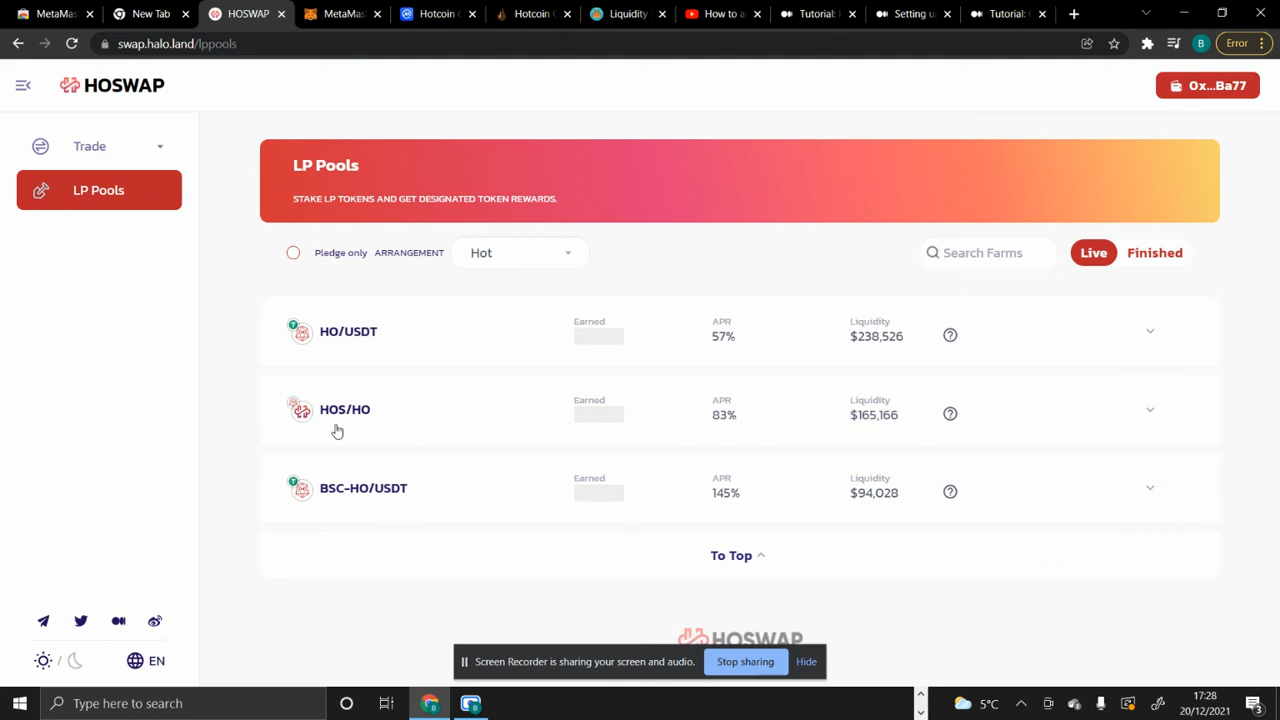 MetaMas
New Tab
HOSWAP
MetaMas
Hotcoin G
Hotcoin G
Liquidity
How to a
Tutorial: I
Setting u
Tutorial: C
swap.halo.land/lppools
B
Error
HOSWAP
0x...Ba77
Trade
LP Pools
LP Pools
STAKE LP TOKENS AND GET DESIGNATED TOKEN REWARDS.
Pledge only ARRANGEMENT Hot
Search Farms
Live
Finished
HO/USDT
Earned
APR
57%
Liquidity
$238,526
HOS/HO
Earned
APR
83%
Liquidity
$165,166
BSC-HO/USDT
Earned
APR
145%
Liquidity
$94,028
To Top
HOSWAP
/
EN
Screen Recorder is sharing your screen and audio.
Stop sharing
Hide
Type here to search
5°C
17:28
20/12/2021
3